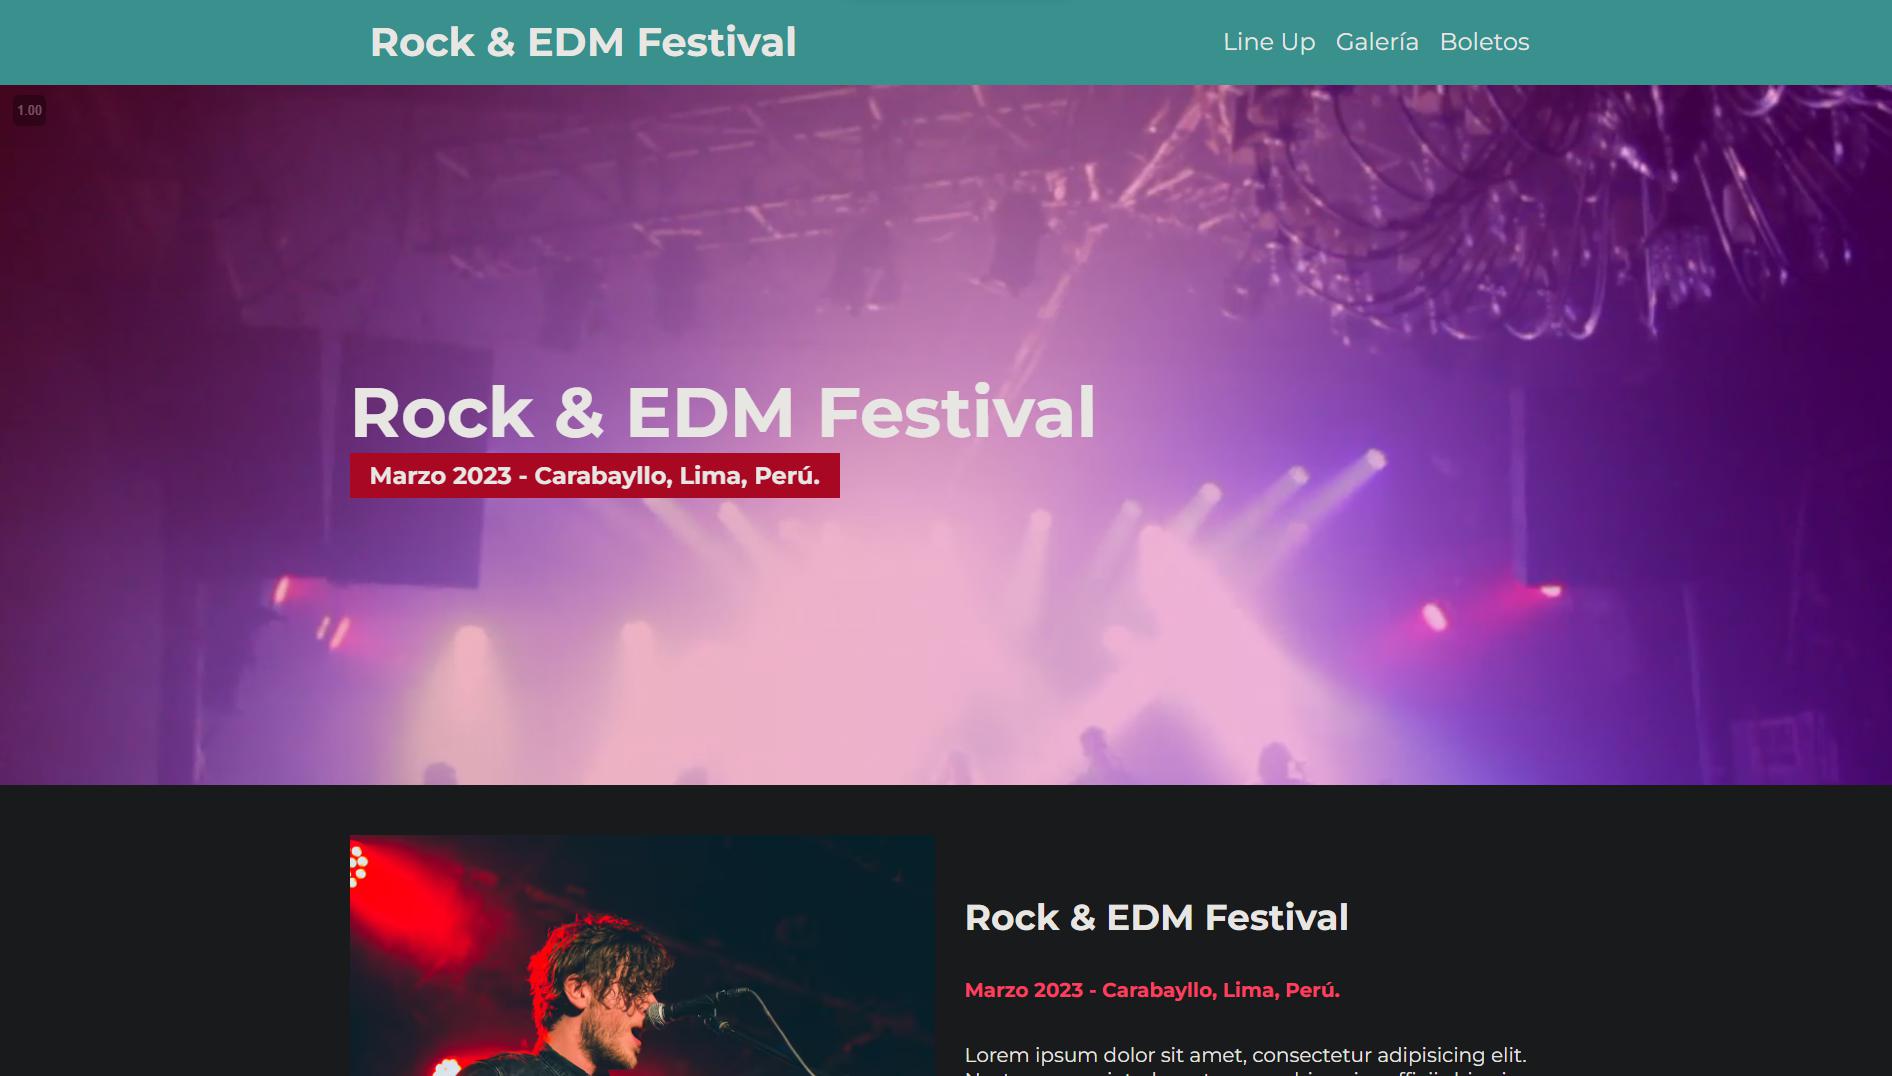 Rock & EDM Festival
Line Up Galería Boletos
1.00
Rock & EDM Festival
Marzo 2023 - Carabayllo, Lima, Perú.
Rock & EDM Festival
Marzo 2023 - Carabayllo, Lima, Perú.
Lorem ipsum dolor sit amet, consectetur adipisicing elit.